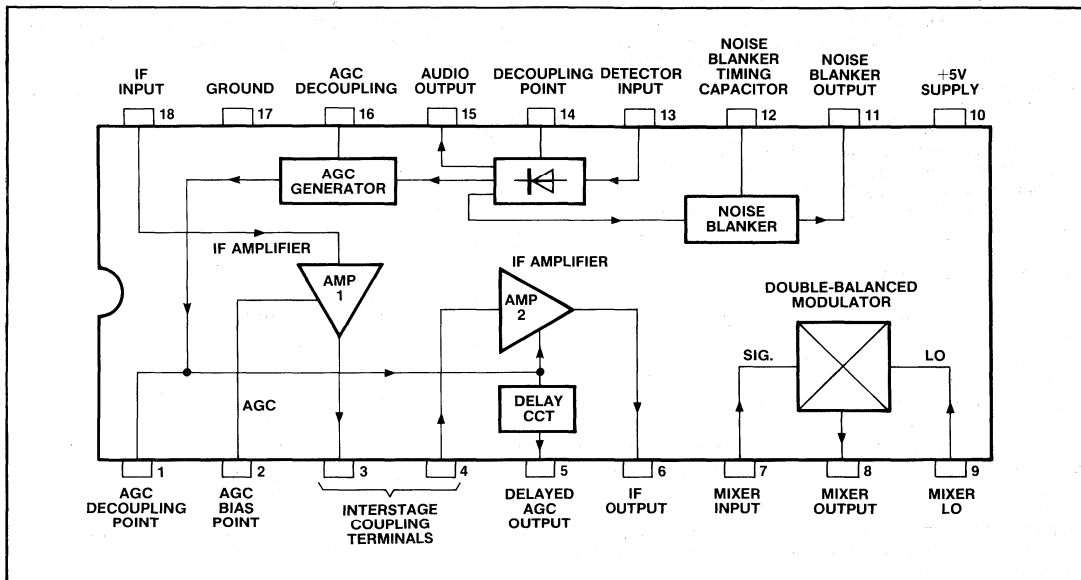 IF
INPUT
18
GROUND
17
AGC
DECOUPLING
16
AUDIO
OUTPUT
15
DECOUPLING
POINT
14
DETECTOR
INPUT
13
NOISE
BLANKER
TIMING
CAPACITOR
12
NOISE
BLANKER
OUTPUT
11
+5V
SUPPLY
10
AGC
GENERATOR
NOISE
BLANKER
IF AMPLIFIER
AMP
1
IF AMPLIFIER
AMP
2
DOUBLE-BALANCED
MODULATOR
SIG.
LO
AGC
DELAY
CCT
1
AGC
DECOUPLING
POINT
2
AGC
BIAS
POINT
3
4
INTERSTAGE
COUPLING
TERMINALS
5
DELAYED
AGC
OUTPUT
6
IF
OUTPUT
7
MIXER
INPUT
8
MIXER
OUTPUT
9
MIXER
LO